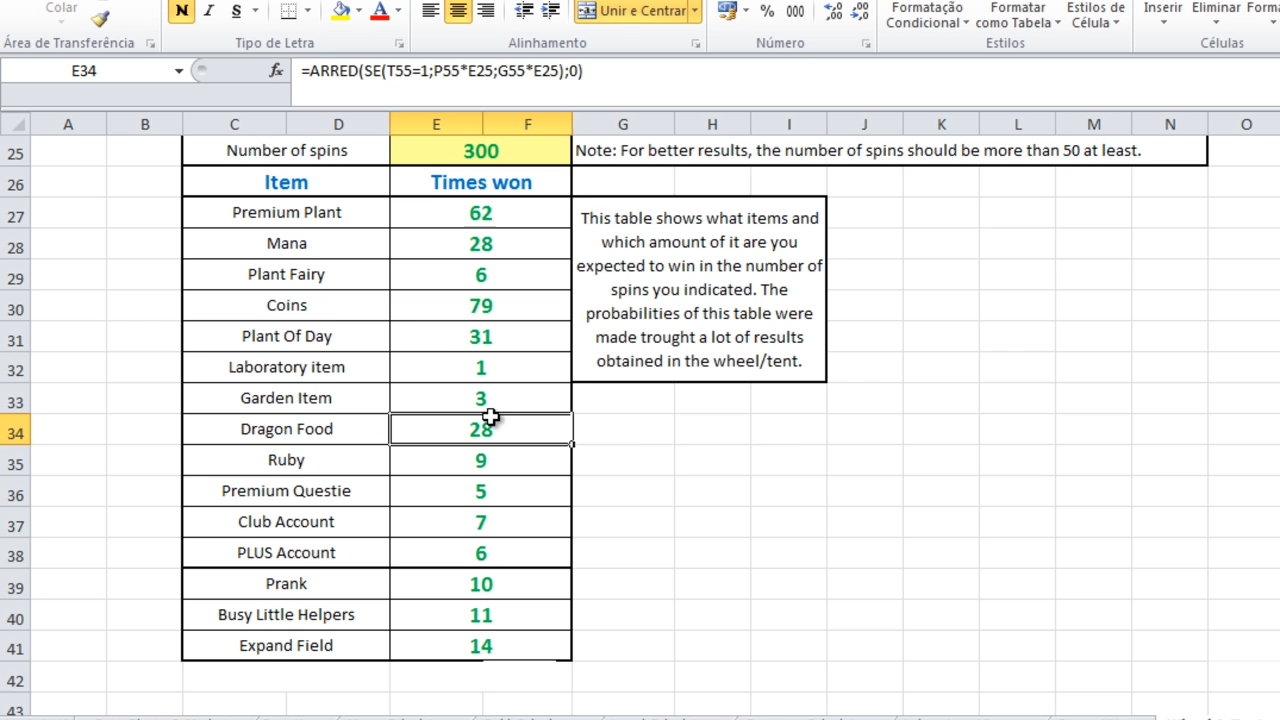 Colar
N I S
Unir e Centrar
% 000
Formatação Condicional
Formatar como Tabela
Estilos de Célula
Inserir
Eliminar
Área de Transferência
Tipo de Letra
Alinhamento
Número
Estilos
Células
E34
fx
=ARRED(SE(T55=1;P55*E25;G55*E25);0)
A B C D E F G H I J K L M N O
25 Number of spins 300 Note: For better results, the number of spins should be more than 50 at least.
26 Item Times won
27 Premium Plant 62
28 Mana 28
29 Plant Fairy 6
30 Coins 79
31 Plant Of Day 31
32 Laboratory item 1
33 Garden Item 3
34 Dragon Food 28
35 Ruby 9
36 Premium Questie 5
37 Club Account 7
38 PLUS Account 6
39 Prank 10
40 Busy Little Helpers 11
41 Expand Field 14
42
43
This table shows what items and
which amount of it are you
expected to win in the number of
spins you indicated. The
probabilities of this table were
made trought a lot of results
obtained in the wheel/tent.